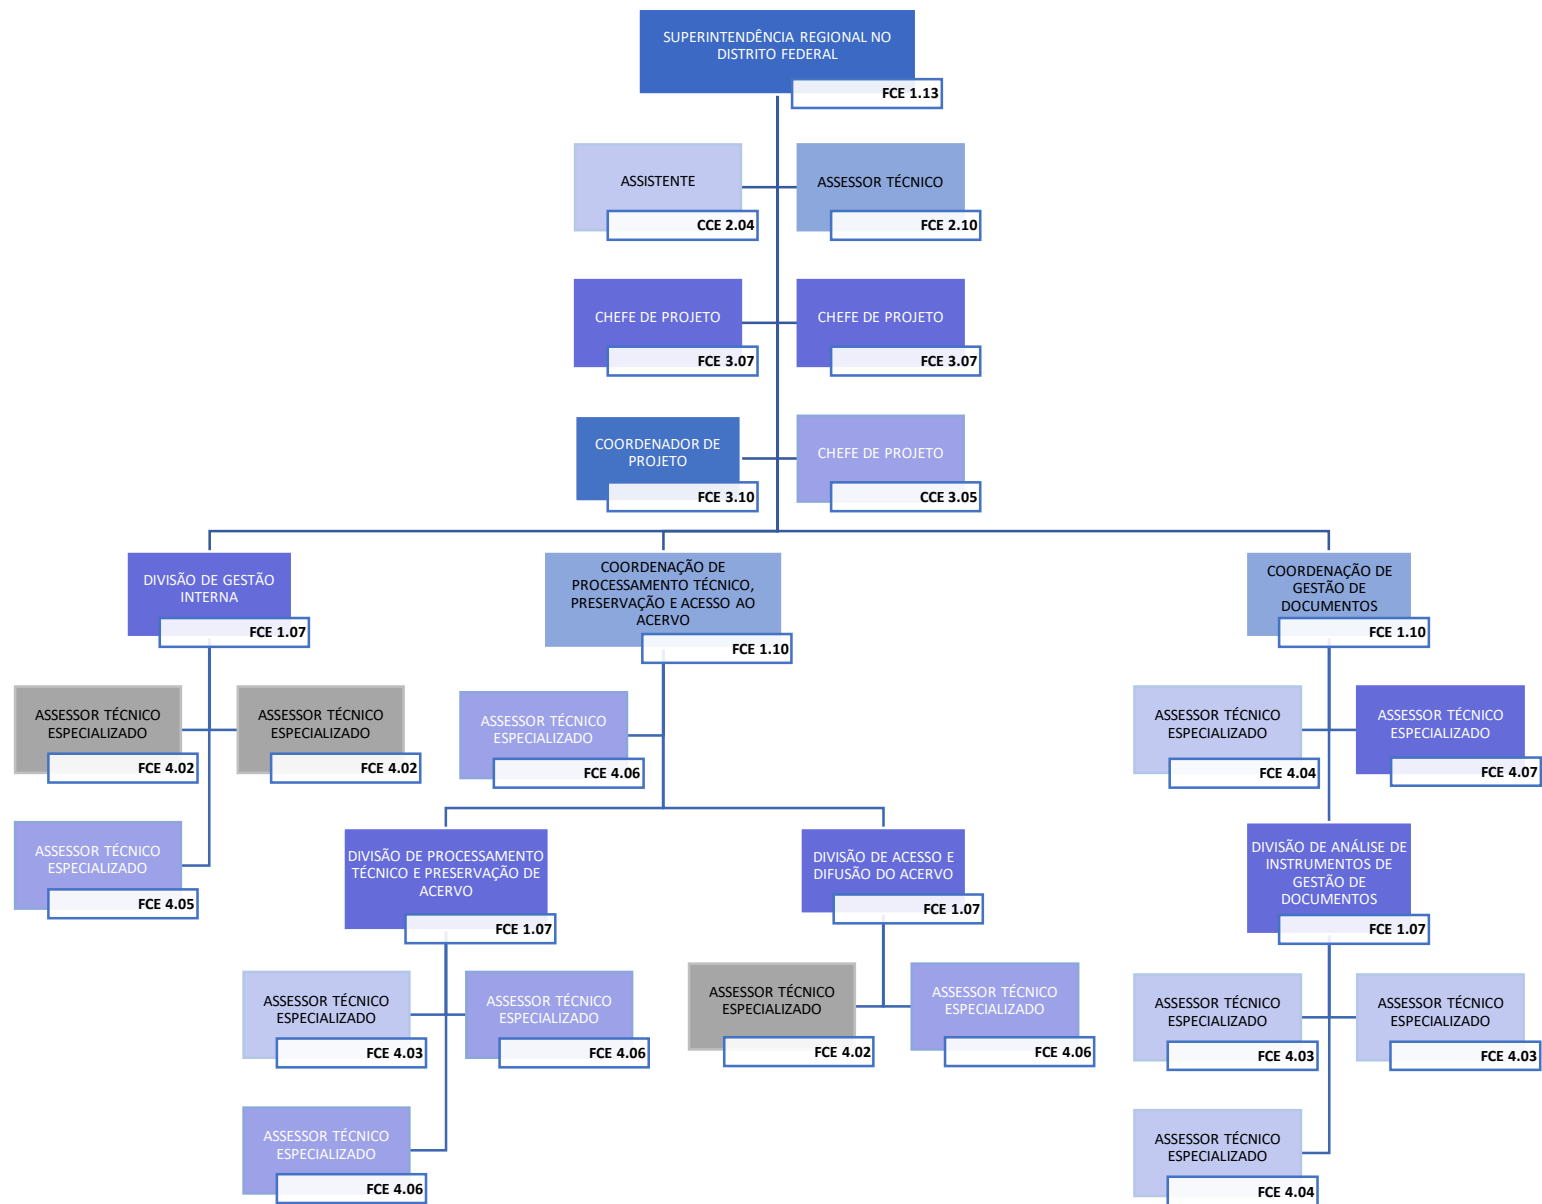 SUPERINTENDÊNCIA REGIONAL NO
DISTRITO FEDERAL
FCE 1.13
ASSISTENTE
CCE 2.04
ASSESSOR TÉCNICO
FCE 2.10
CHEFE DE PROJETO
FCE 3.07
CHEFE DE PROJETO
FCE 3.07
COORDENADOR DE
PROJETO
FCE 3.10
CHEFE DE PROJETO
CCE 3.05
DIVISÃO DE GESTÃO
INTERNA
FCE 1.07
ASSESSOR TÉCNICO
ESPECIALIZADO
FCE 4.02
ASSESSOR TÉCNICO
ESPECIALIZADO
FCE 4.02
ASSESSOR TÉCNICO
ESPECIALIZADO
FCE 4.05
COORDENAÇÃO DE
PROCESSAMENTO TÉCNICO,
PRESERVAÇÃO E ACESSO AO
ACERVO
FCE 1.10
ASSESSOR TÉCNICO
ESPECIALIZADO
FCE 4.06
DIVISÃO DE PROCESSAMENTO
TÉCNICO E PRESERVAÇÃO DE
ACERVO
FCE 1.07
ASSESSOR TÉCNICO
ESPECIALIZADO
FCE 4.03
ASSESSOR TÉCNICO
ESPECIALIZADO
FCE 4.06
ASSESSOR TÉCNICO
ESPECIALIZADO
FCE 4.06
DIVISÃO DE ACESSO E
DIFUSÃO DO ACERVO
FCE 1.07
ASSESSOR TÉCNICO
ESPECIALIZADO
FCE 4.02
ASSESSOR TÉCNICO
ESPECIALIZADO
FCE 4.06
COORDENAÇÃO DE
GESTÃO DE
DOCUMENTOS
FCE 1.10
ASSESSOR TÉCNICO
ESPECIALIZADO
FCE 4.04
ASSESSOR TÉCNICO
ESPECIALIZADO
FCE 4.07
DIVISÃO DE ANÁLISE DE
INSTRUMENTOS DE
GESTÃO DE
DOCUMENTOS
FCE 1.07
ASSESSOR TÉCNICO
ESPECIALIZADO
FCE 4.03
ASSESSOR TÉCNICO
ESPECIALIZADO
FCE 4.03
ASSESSOR TÉCNICO
ESPECIALIZADO
FCE 4.04